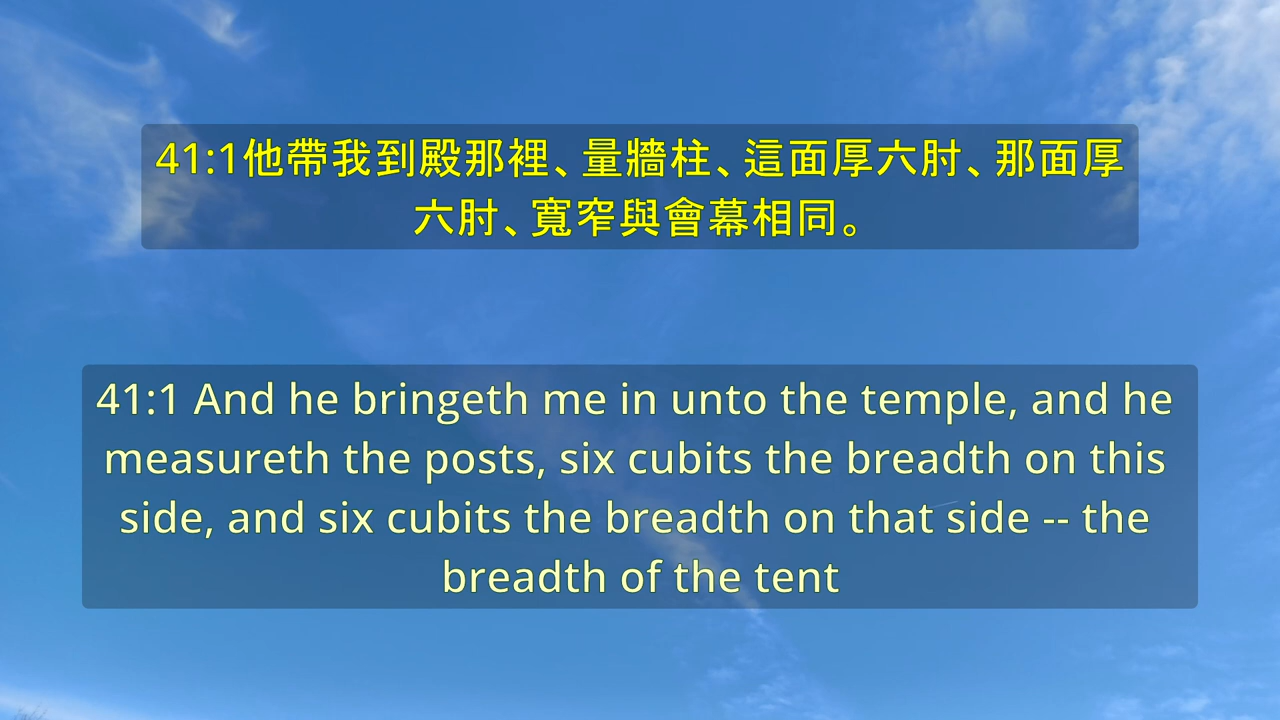 41:1他帶我到殿那裡、量牆柱、這面厚六肘、那面厚
六肘、寬窄與會幕相同。
41:1 And he bringeth me in unto the temple, and he
measureth the posts, six cubits the breadth on this
side, and six cubits the breadth on that side -- the
breadth of the tent